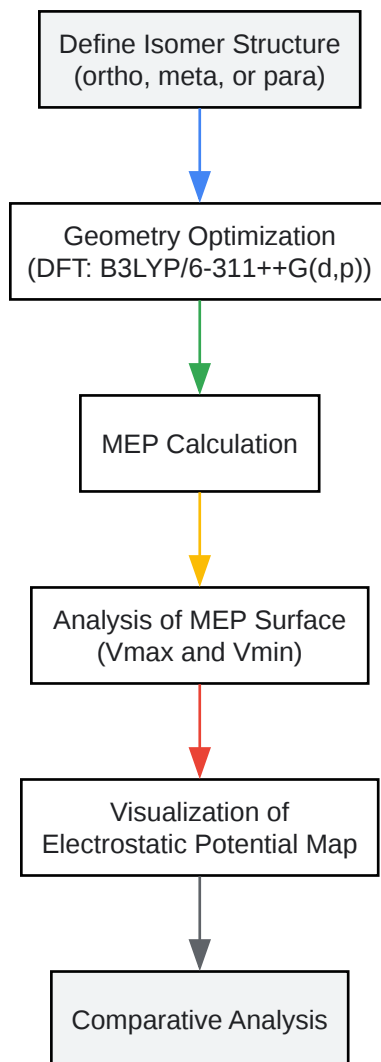 Define Isomer Structure
(ortho, meta, or para)
Geometry Optimization
(DFT: B3LYP/6-311++G(d,p))
MEP Calculation
Analysis of MEP Surface
(Vmax and Vmin)
Visualization of
Electrostatic Potential Map
Comparative Analysis